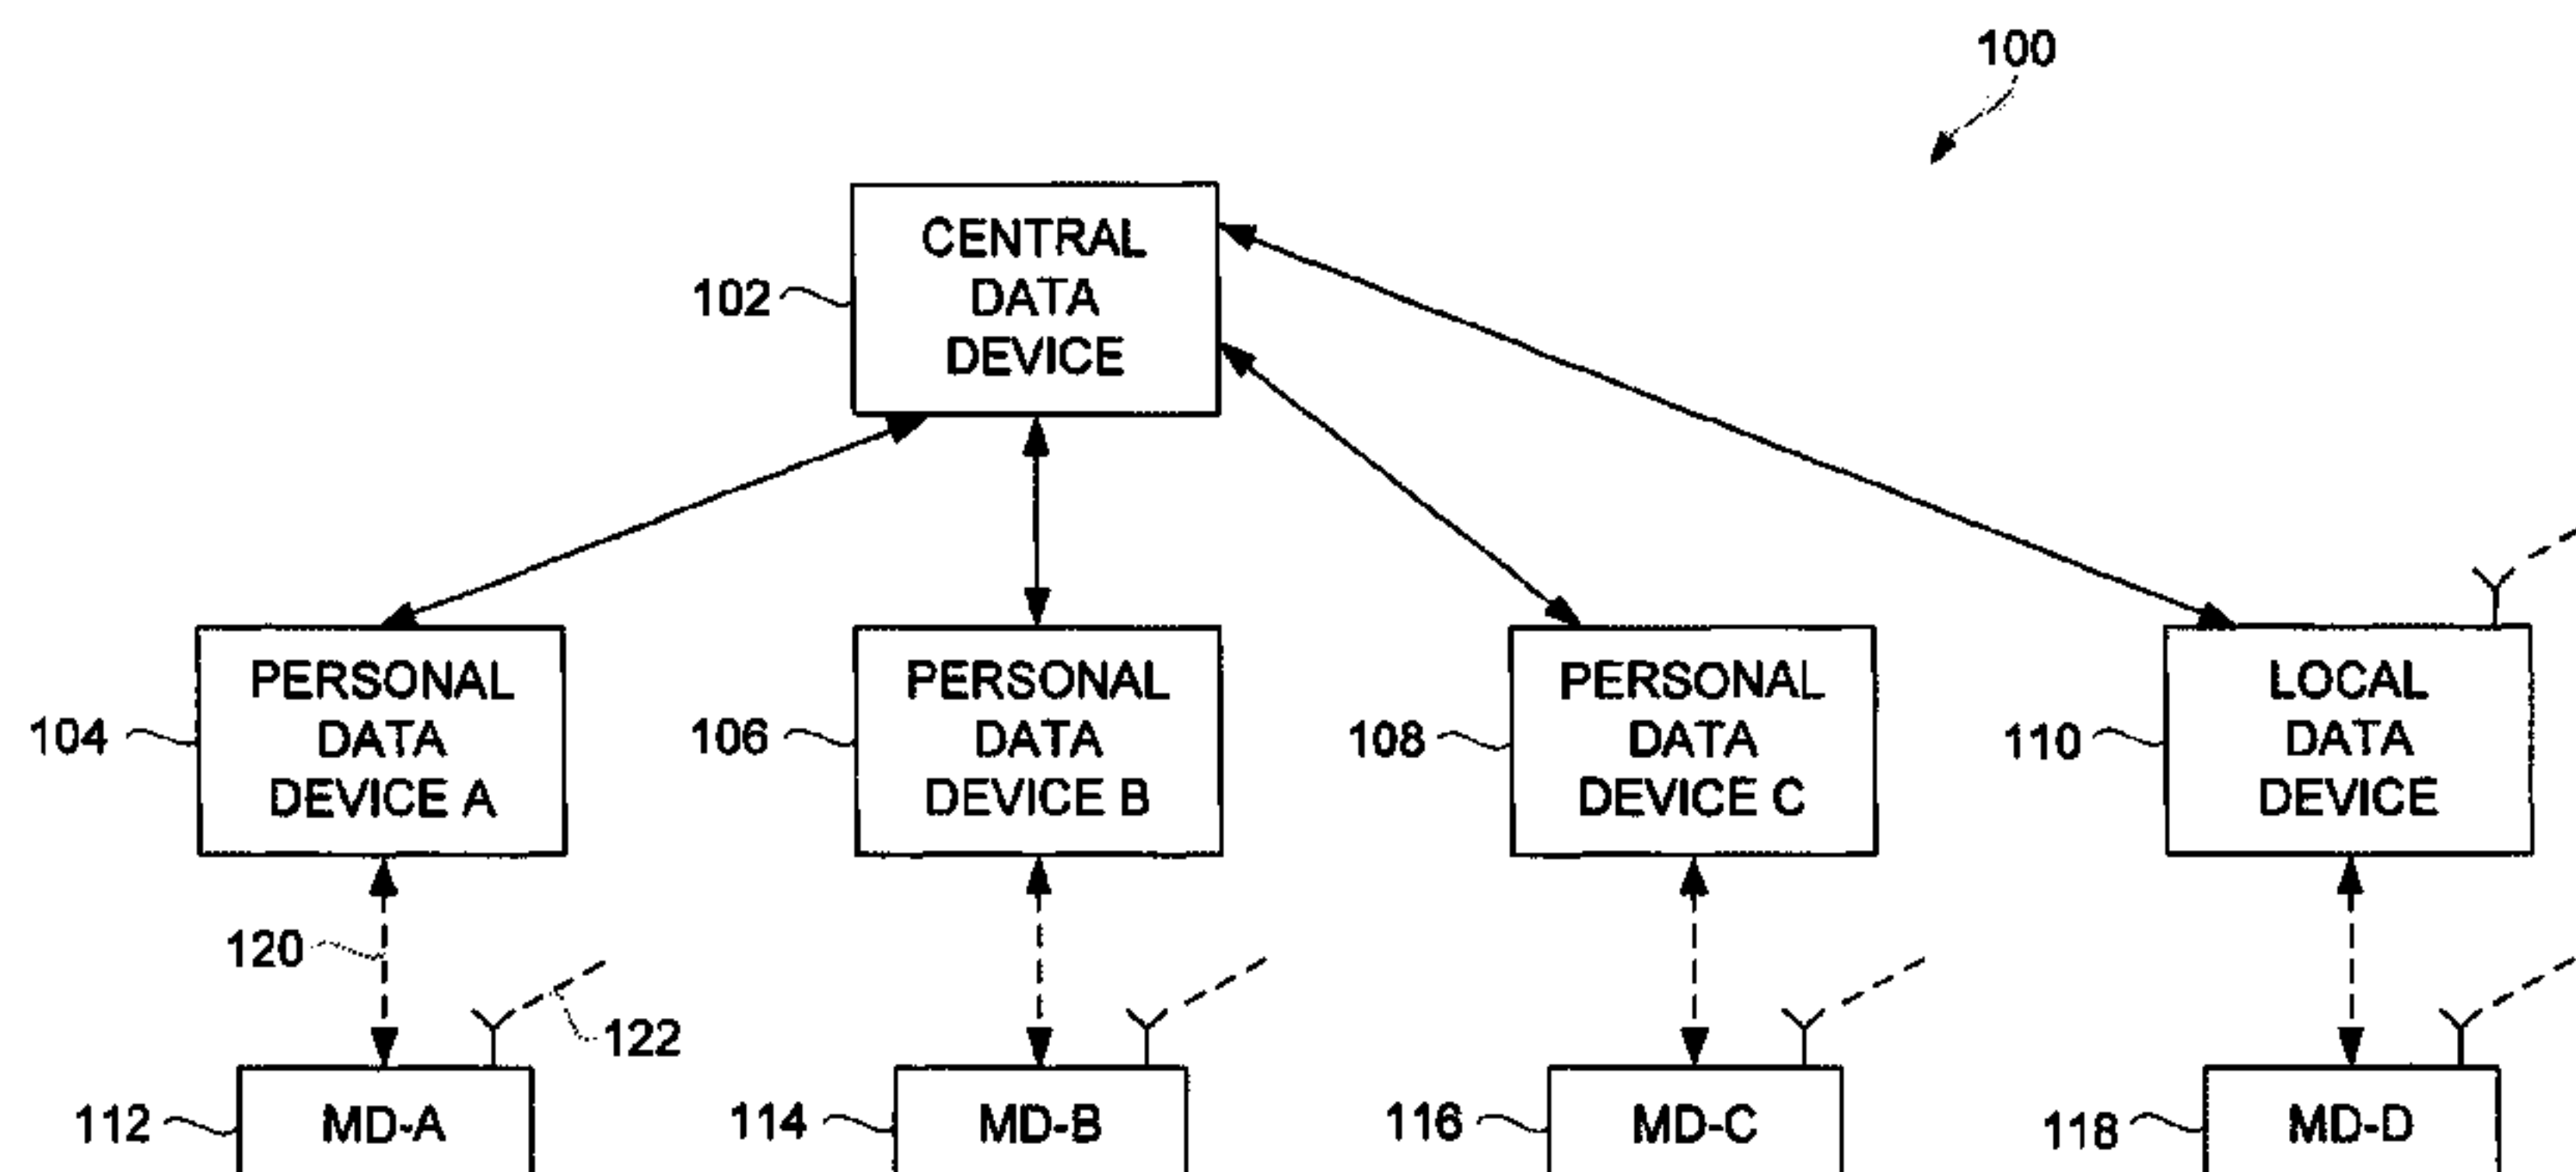 100
CENTRAL
DATA
DEVICE
102
PERSONAL
DATA
DEVICE A
104
PERSONAL
DATA
DEVICE B
106
PERSONAL
DATA
DEVICE C
108
LOCAL
DATA
DEVICE
110
120
122
112
MD-A
114
MD-B
116
MD-C
118
MD-D